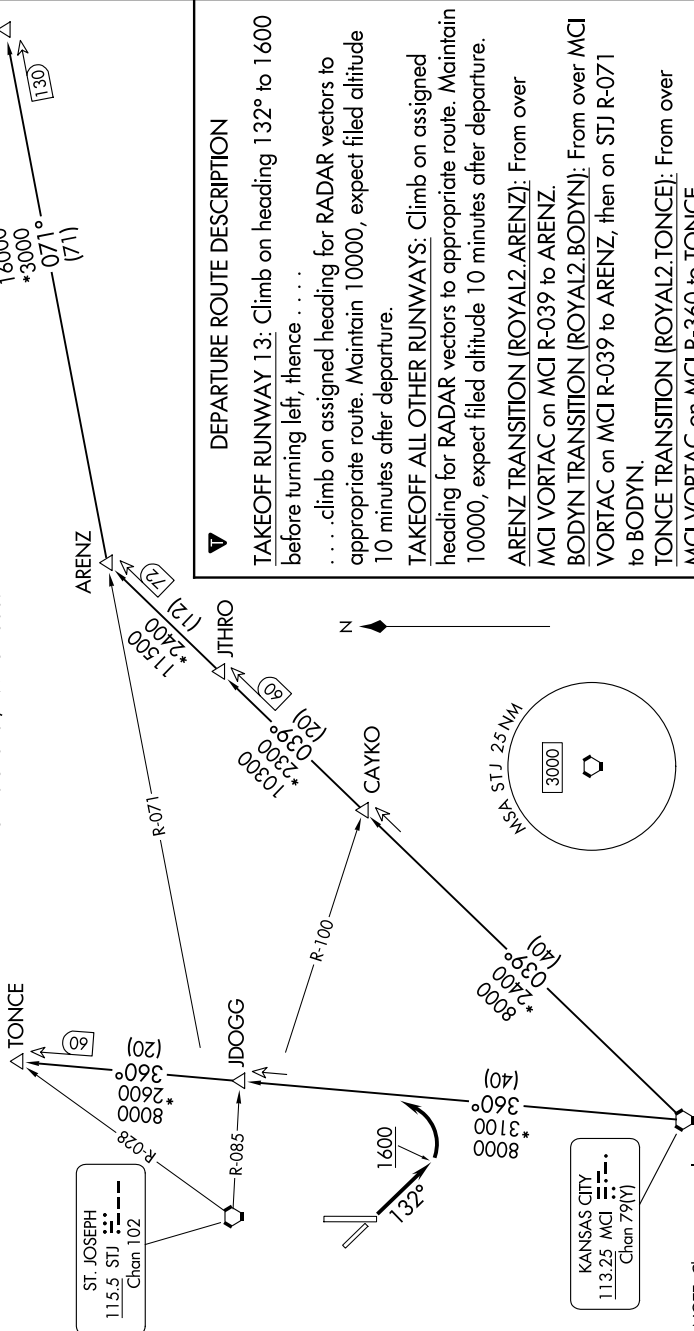 TONCE
60
8000
*2600
360°
(20)
R-028
ST. JOSEPH
115.5 STJ
Chan 102
R-085
JDOGG
R-071
ARENZ
16000
*3000
071°
(71)
130
72
11500
*2400
(12)
JTHRO
60
10300
*2300
039°
(20)
CAYKO
R-100
8000
*2400
039°
(40)
8000
*3100
360°
(40)
1600
132°
KANSAS CITY
113.25 MCI
Chan 79(Y)
N
MSA STJ 25 NM
3000
T
DEPARTURE ROUTE DESCRIPTION
TAKEOFF RUNWAY 13: Climb on heading 132° to 1600
before turning left, thence . . . .
. . . .climb on assigned heading for RADAR vectors to
appropriate route. Maintain 10000, expect filed altitude
10 minutes after departure.
TAKEOFF ALL OTHER RUNWAYS: Climb on assigned
heading for RADAR vectors to appropriate route. Maintain
10000, expect filed altitude 10 minutes after departure.
ARENZ TRANSITION (ROYAL2.ARENZ): From over
MCI VORTAC on MCI R-039 to ARENZ.
BODYN TRANSITION (ROYAL2.BODYN): From over MCI
VORTAC on MCI R-039 to ARENZ, then on STJ R-071
to BODYN.
TONCE TRANSITION (ROYAL2.TONCE): From over
MCI VORTAC on MCI R-360 to TONCE.